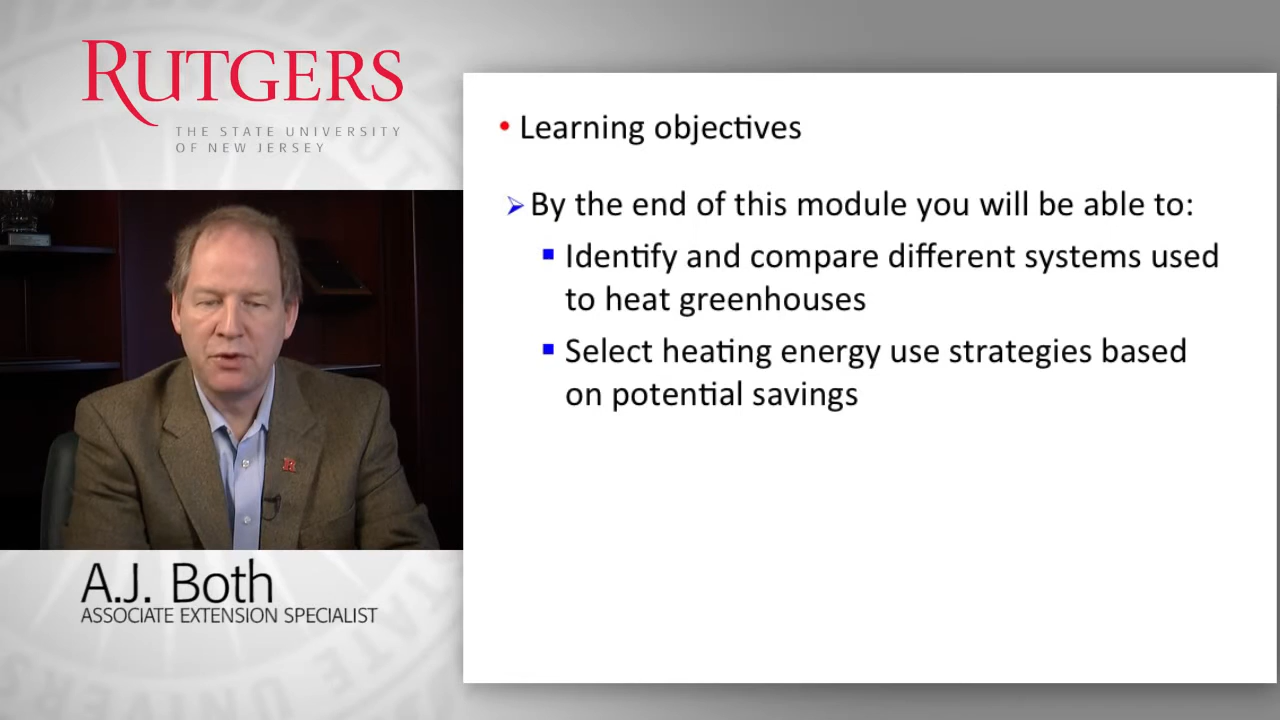 RUTGERS
THE STATE UNIVERSITY
OF NEW JERSEY
A.J. Both
ASSOCIATE EXTENSION SPECIALIST
• Learning objectives
➢ By the end of this module you will be able to:
▪ Identify and compare different systems used
to heat greenhouses
▪ Select heating energy use strategies based
on potential savings